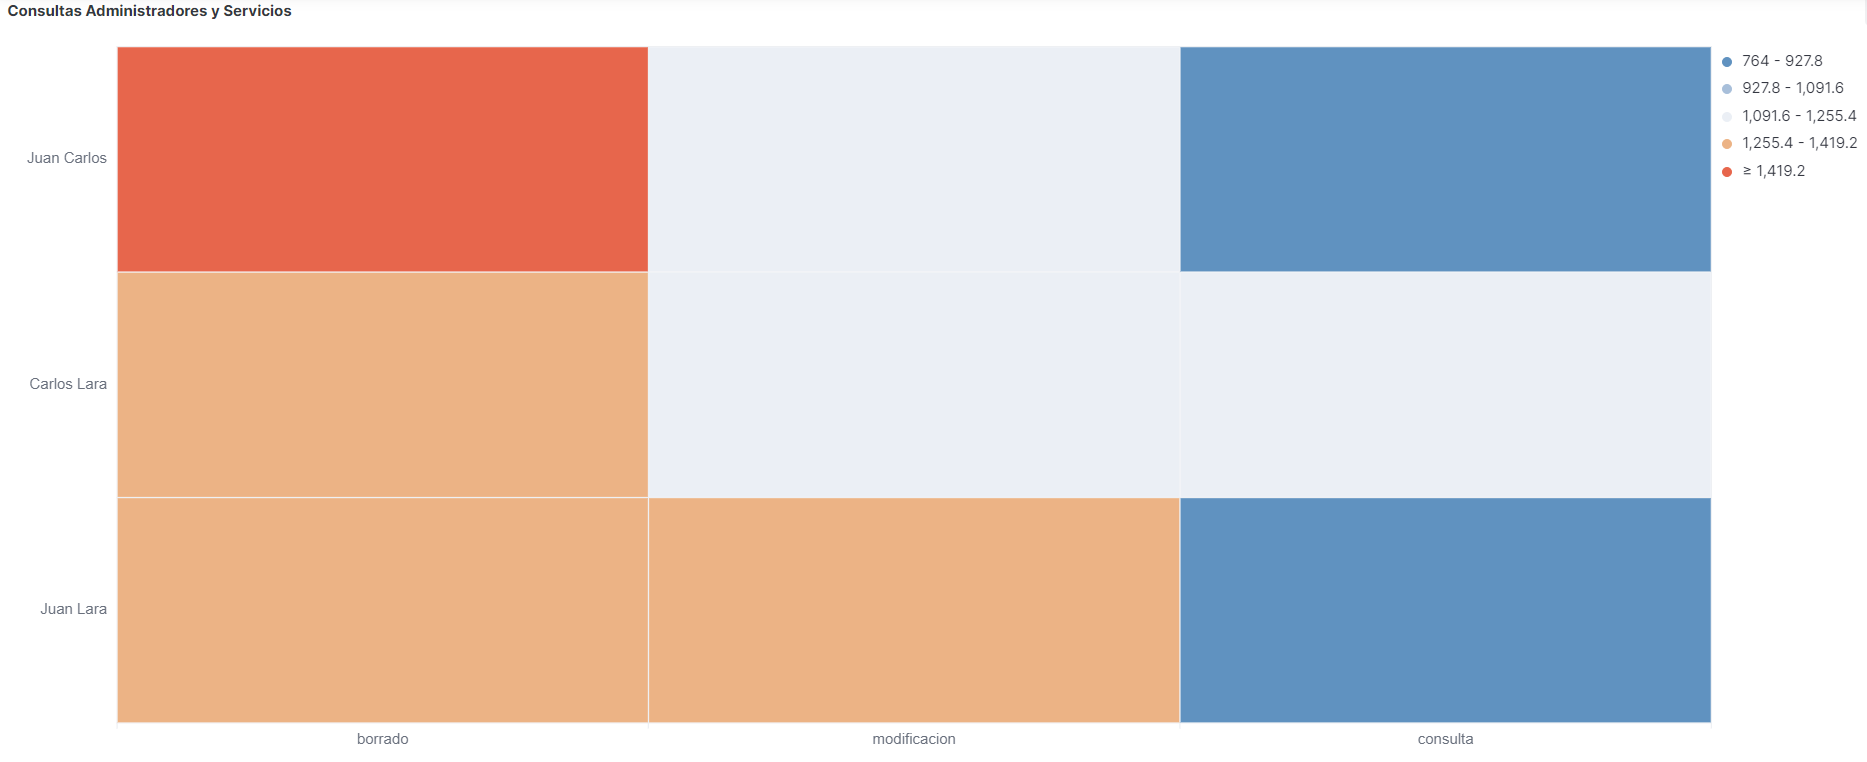 Consultas Administradores y Servicios
764 - 927.8
927.8 - 1,091.6
1,091.6 - 1,255.4
1,255.4 - 1,419.2
≥ 1,419.2
Juan Carlos
Carlos Lara
Juan Lara
borrado
modificacion
consulta